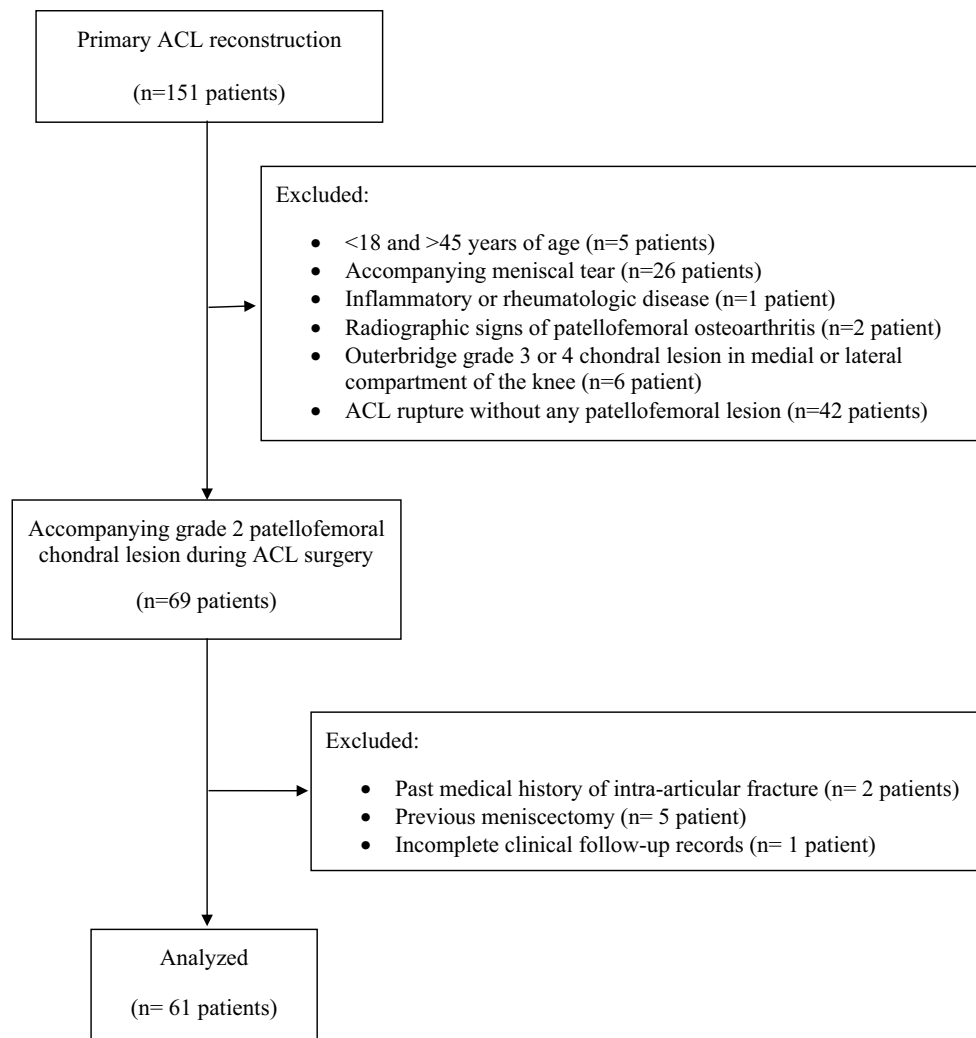 Primary ACL reconstruction
(n=151 patients)
Excluded:
• <18 and >45 years of age (n=5 patients)
• Accompanying meniscal tear (n=26 patients)
• Inflammatory or rheumatologic disease (n=1 patient)
• Radiographic signs of patellofemoral osteoarthritis (n=2 patient)
• Outerbridge grade 3 or 4 chondral lesion in medial or lateral
compartment of the knee (n=6 patient)
• ACL rupture without any patellofemoral lesion (n=42 patients)
Accompanying grade 2 patellofemoral
chondral lesion during ACL surgery
(n=69 patients)
Excluded:
• Past medical history of intra-articular fracture (n= 2 patients)
• Previous meniscectomy (n= 5 patient)
• Incomplete clinical follow-up records (n= 1 patient)
Analyzed
(n= 61 patients)